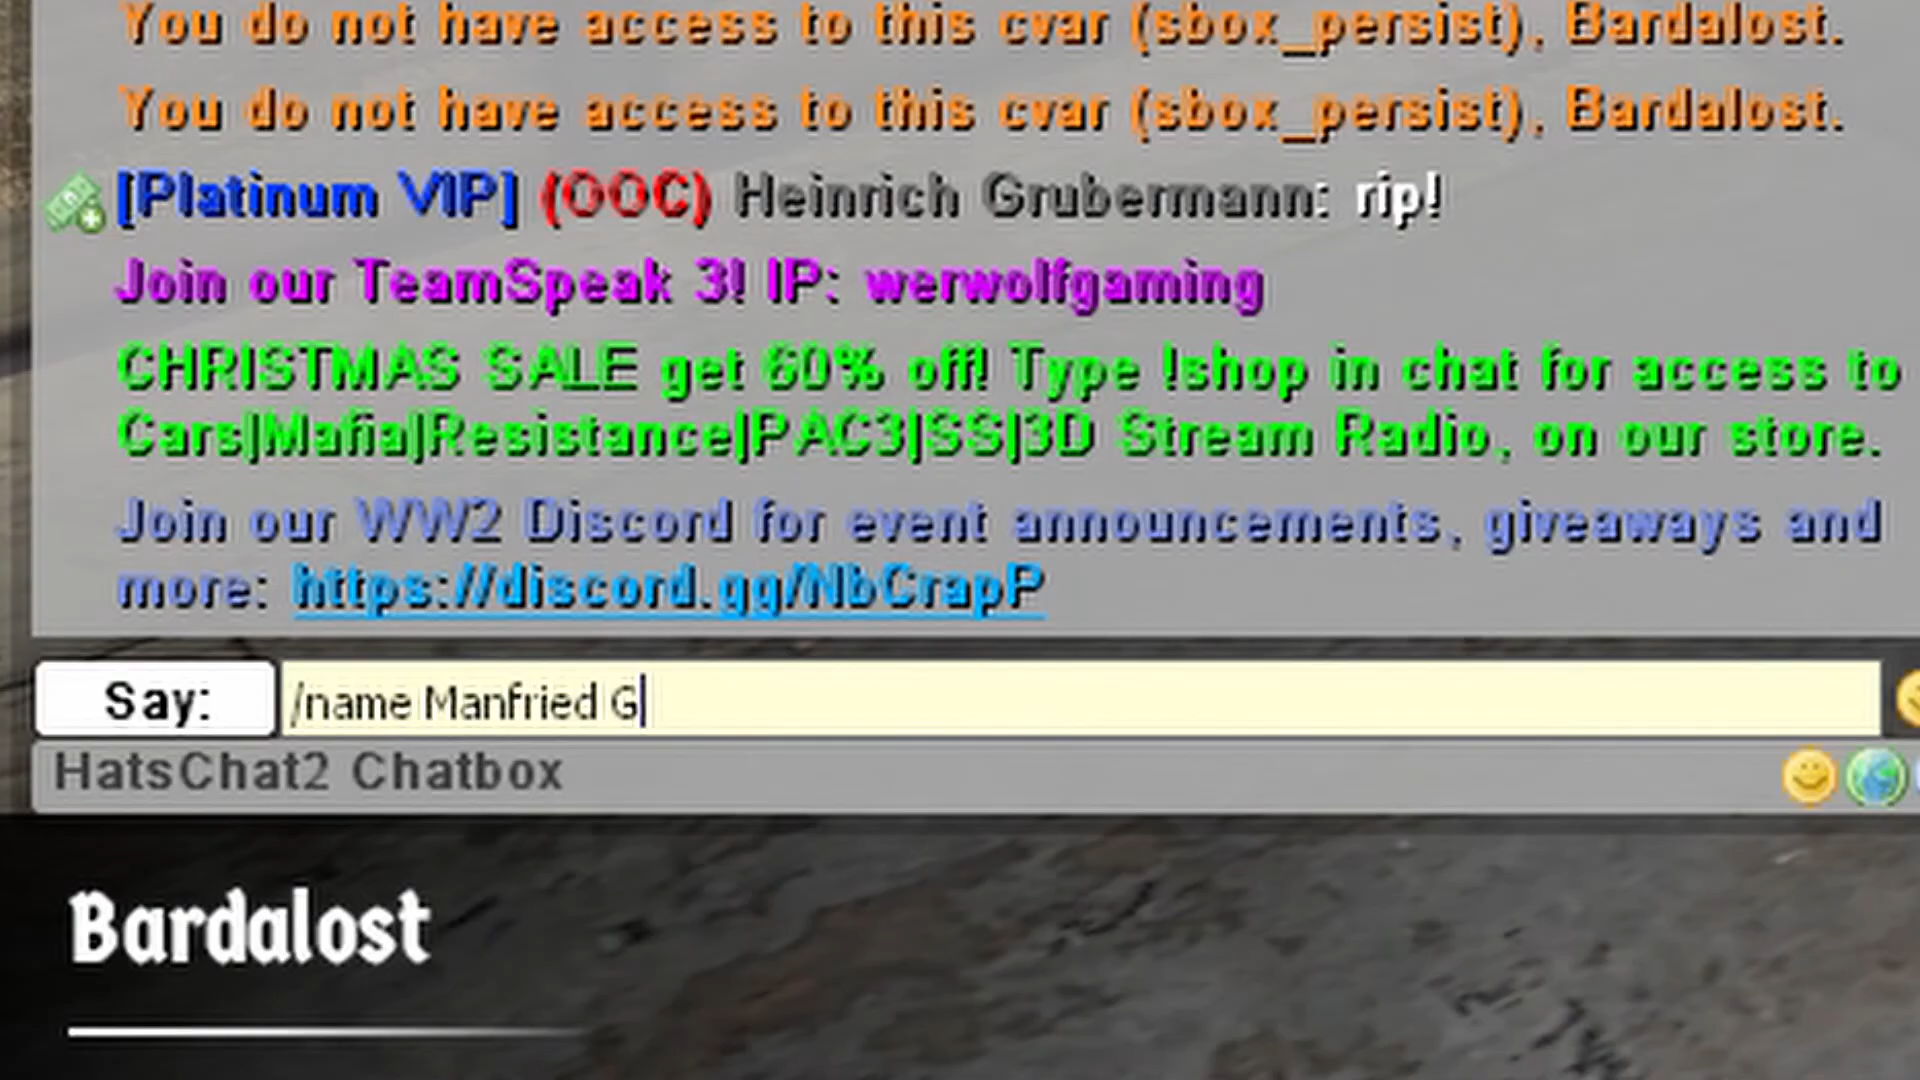 You do not have access to this cvar (sbox_persist), Bardalost.
You do not have access to this cvar (sbox_persist), Bardalost.
[Platinum VIP] (OOC) Heinrich Grubermann: rip!
Join our TeamSpeak 3! IP: werwolfgaming
CHRISTMAS SALE get 60% off! Type !shop in chat for access to
Cars|Mafia|Resistance|PAC3|SS|3D Stream Radio, on our store.
Join our WW2 Discord for event announcements, giveaways and
more: https://discord.gg/NbCrapP
Say: /name Manfried G
HatsChat2 Chatbox
Bardalost